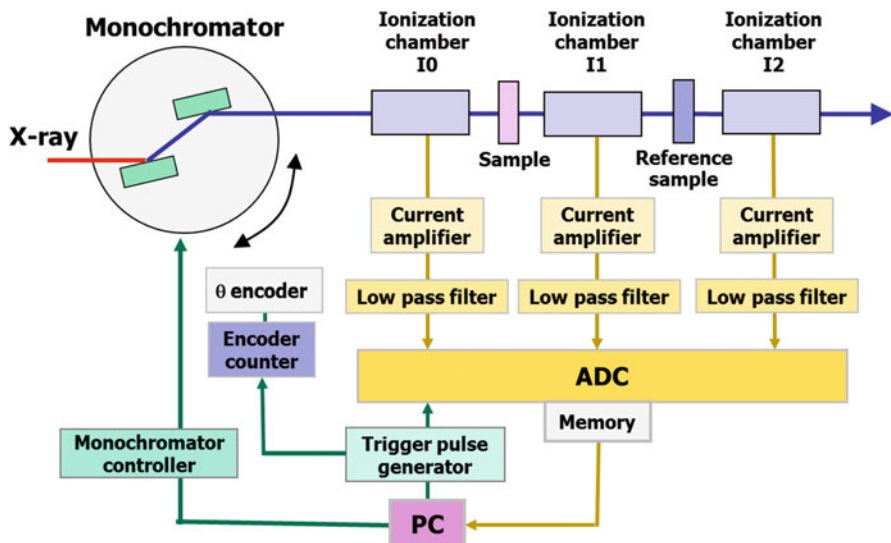 Monochromator
X-ray
Ionization
chamber
I0
Ionization
chamber
I1
Ionization
chamber
I2
Sample
Reference
sample
Current
amplifier
Current
amplifier
Current
amplifier
θ encoder
Low pass filter
Low pass filter
Low pass filter
Encoder
counter
ADC
Memory
Monochromator
controller
Trigger pulse
generator
PC